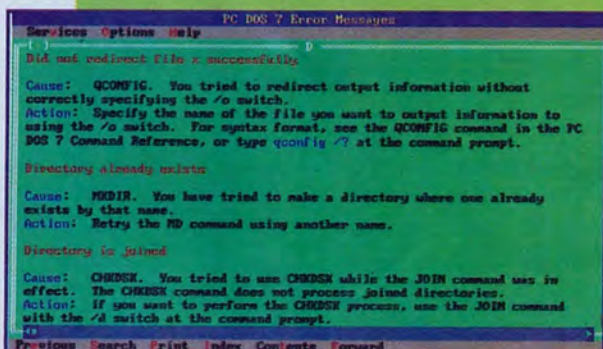 PC DOS 7 Error Messages
Services Options Help
D
Did not redirect file x successfully
Cause: QCONFIG. You tried to redirect output information without
correctly specifying the /o switch.
Action: Specify the name of the file you want to output information to
using the /o switch. For syntax format, see the QCONFIG command in the PC
DOS 7 Command Reference, or type qconfig /? at the command prompt.
Directory already exists
Cause: MKDIR. You have tried to make a directory where one already
exists by that name.
Action: Retry the MD command using another name.
Directory is joined
Cause: CHKDSK. You tried to use CHKDSK while the JOIN command was in
effect. The CHKDSK command does not process joined directories.
Action: If you want to perform the CHKDSK process, use the JOIN command
with the /d switch at the command prompt.
Previous Search Print Index Contents Forward